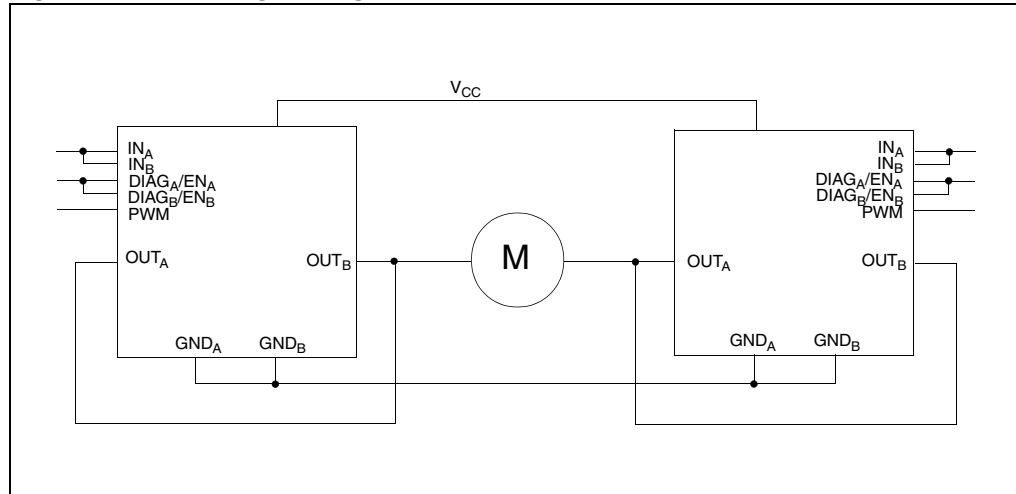 V_CC
IN_A
IN_B
DIAG_A/EN_A
DIAG_B/EN_B
PWM
OUT_A
OUT_B
GND_A
GND_B
M
IN_A
IN_B
DIAG_A/EN_A
DIAG_B/EN_B
PWM
OUT_A
OUT_B
GND_A
GND_B